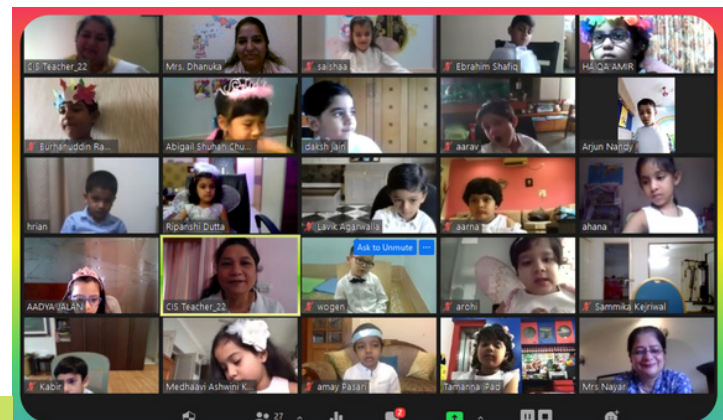 CIS Teacher_22
Mrs. Dhanuka
saishaa
Ebrahim Shafiq
HAIQA AMIR
Burhanuddin Ra...
Abigail Shuhan Chu...
daksh jain
aarav
Arjun Nandy
hrian
Ripanshi Dutta
Lavik Agarwalla
aarna
ahana
Ask to Unmute ...
AADYA JALAN
CIS Teacher_22
wogen
arohi
Sammika Kejriwal
Kabir
Medhaavi Ashwini K...
amay Pasari
Tamanna iPad
Mrs Nayar
27
2